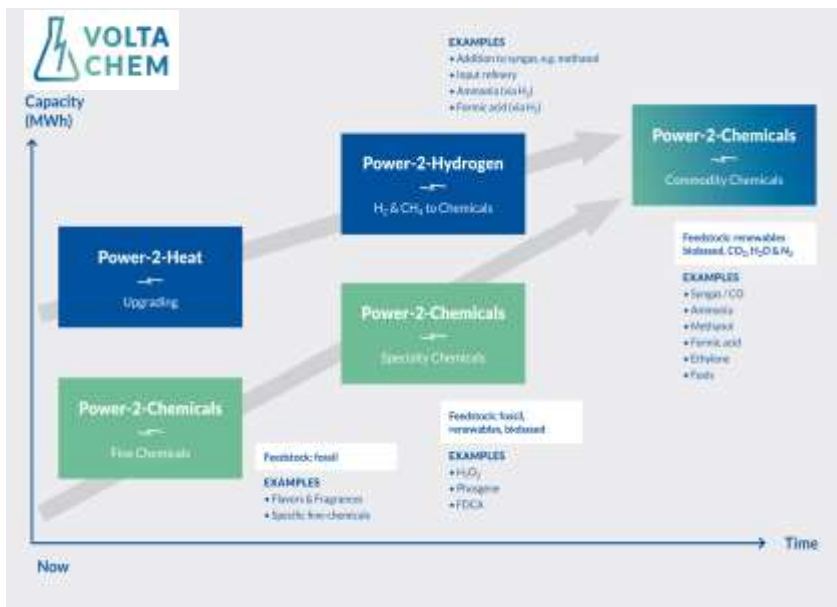 VOLTA
CHEM
Capacity
(MWh)
EXAMPLES
• Addition to syngas, e.g. methanol
• Input refinery
• Ammonia (via H₂)
• Formic acid (via H₂)
Power-2-Hydrogen
H₂ & CH₄ to Chemicals
Power-2-Chemicals
Commodity Chemicals
Power-2-Heat
Upgrading
Feedstock: renewables
biobased, CO₂, H₂O & N₂
EXAMPLES
• Syngas / CO
• Ammonia
• Methanol
• Formic acid
• Ethylene
• Fuels
Power-2-Chemicals
Specialty Chemicals
Power-2-Chemicals
Fine Chemicals
Feedstock: fossil
EXAMPLES
• Flavors & Fragrances
• Specific fine-chemicals
Feedstock: fossil,
renewables, biobased
EXAMPLES
• H₂O₂
• Phosgene
• FDCA
Time
Now